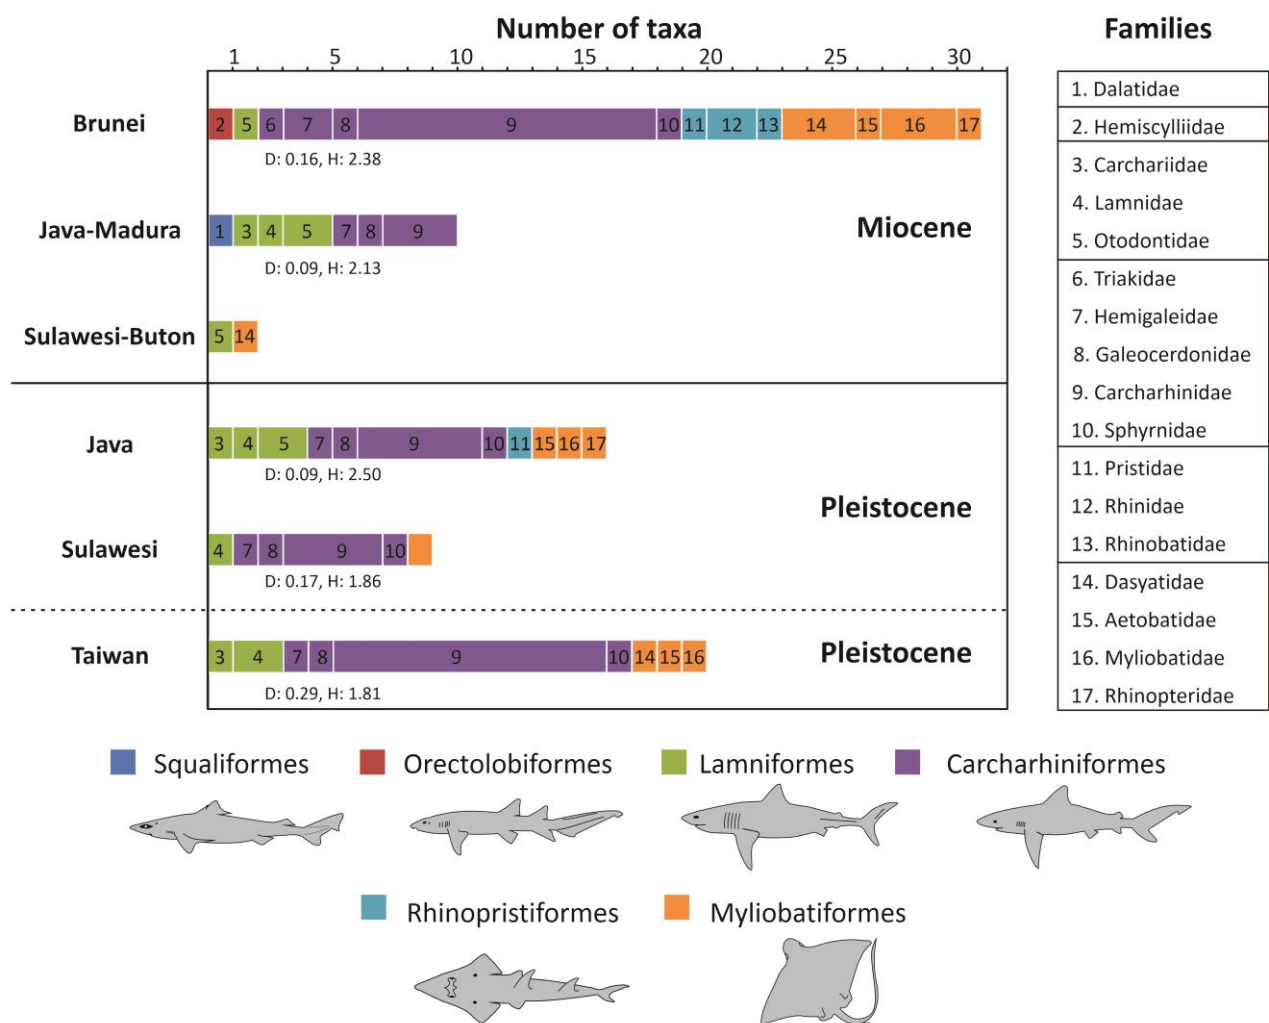 Number of taxa
1 5 10 15 20 25 30
Brunei
2 5 6 7 8 9 10 11 12 13 14 15 16 17
D: 0.16, H: 2.38
Java-Madura
1 3 4 5 7 8 9
Miocene
D: 0.09, H: 2.13
Sulawesi-Buton
5 14
Java
3 4 5 7 8 9 10 11 15 16 17
D: 0.09, H: 2.50
Pleistocene
Sulawesi
4 7 8 9 10
D: 0.17, H: 1.86
Taiwan
3 4 7 8 9 10 14 15 16
Pleistocene
D: 0.29, H: 1.81
Families
1. Dalatidae
2. Hemiscylliidae
3. Carchariidae
4. Lamnidae
5. Otodontidae
6. Triakidae
7. Hemigaleidae
8. Galeocerdonidae
9. Carcharhinidae
10. Sphyrnidae
11. Pristidae
12. Rhinidae
13. Rhinobatidae
14. Dasyatidae
15. Aetobatidae
16. Myliobatidae
17. Rhinopteridae
Squaliformes Orectolobiformes Lamniformes Carcharhiniformes
Rhinopristiformes Myliobatiformes